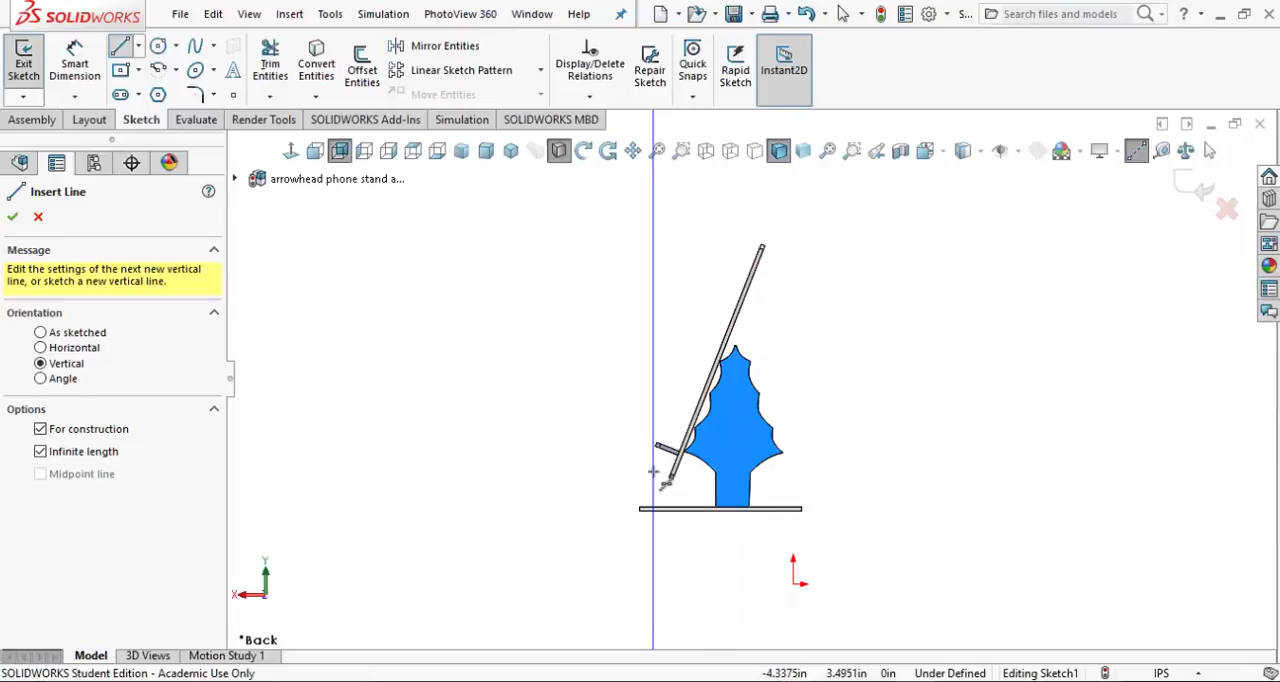 SOLIDWORKS File Edit View Insert Tools Simulation PhotoView 360 Window Help S... Search files and models ?
Exit Sketch
Smart Dimension
Trim Entities
Convert Entities
Offset Entities
Mirror Entities
Linear Sketch Pattern
Move Entities
Display/Delete Relations
Repair Sketch
Quick Snaps
Rapid Sketch
Instant2D
Assembly Layout Sketch Evaluate Render Tools SOLIDWORKS Add-Ins Simulation SOLIDWORKS MBD
arrowhead phone stand a...
Insert Line ?
Message
Edit the settings of the next new vertical
line, or sketch a new vertical line.
Orientation
As sketched
Horizontal
Vertical
Angle
Options
For construction
Infinite length
Midpoint line
Y
X
*Back
Model 3D Views Motion Study 1
SOLIDWORKS Student Edition - Academic Use Only -4.3375in 3.4951in 0in Under Defined Editing Sketch1 IPS